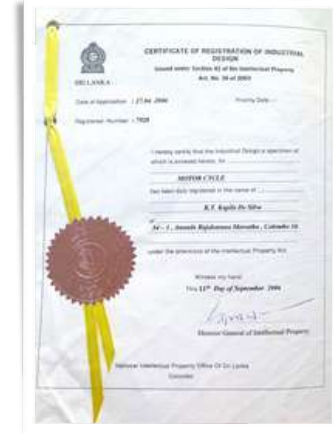 CERTIFICATE OF REGISTRATION OF INDUSTRIAL
DESIGN
Issued under Section 42 of the Intellectual Property
Act. No. 36 of 2003
SRI LANKA
Date of Application : 27.04 .2006
Priority Date :
Registered Number : 7928
I hereby certify that the Industrial Design a specimen of
which is annexed hereto, for
MOTOR CYCLE
has been duly registered in the name of
K.T. Kapila De Silva
of
A4 – 1 , Ananda Rajakaruna Mawatha , Colombo 10
under the provisions of the Intellectual Property Act
Witness my hand
This 11th Day of September 2006
Director General of Intellectual Property
National Intellectual Property Office Of Sri Lanka
Colombo